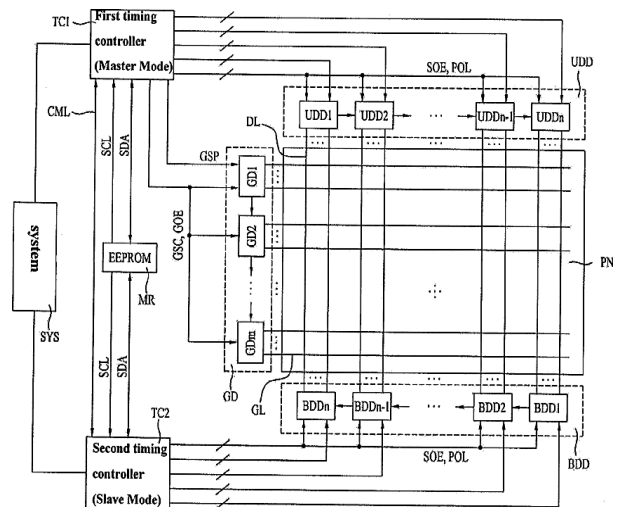 TC1
First timing
controller
(Master Mode)
SOE, POL
UDD
CML
SCL
SDA
DL
UDD1
UDD2
...
UDDn-1
UDDn
GSP
GSC, GOE
GD1
GD2
GDm
GD
GL
PN
system
SYS
EEPROM
MR
SCL
SDA
TC2
Second timing
controller
(Slave Mode)
BDDn
BDDn-1
...
BDD2
BDD1
SOE, POL
BDD